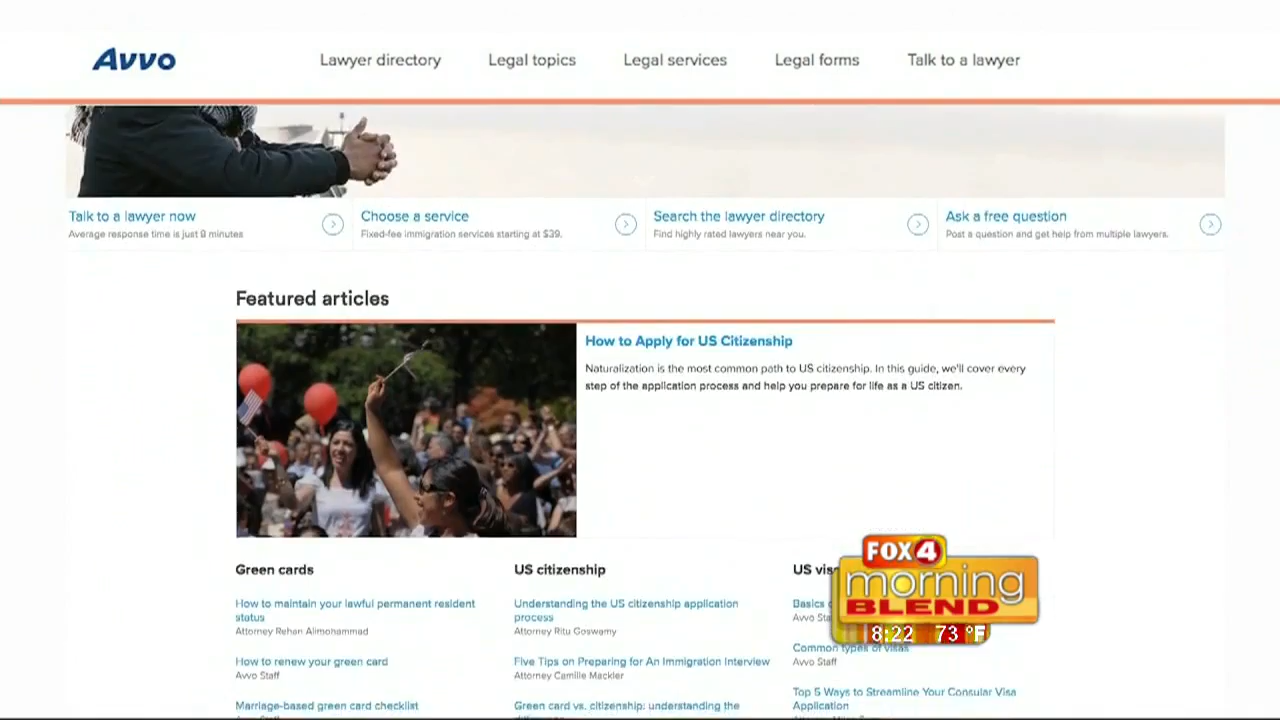 Avvo
Lawyer directory
Legal topics
Legal services
Legal forms
Talk to a lawyer
Talk to a lawyer now
Average response time is just 9 minutes
Choose a service
Fixed-fee immigration services starting at $39.
Search the lawyer directory
Find highly rated lawyers near you.
Ask a free question
Post a question and get help from multiple lawyers.
Featured articles
How to Apply for US Citizenship
Naturalization is the most common path to US citizenship. In this guide, we'll cover every
step of the application process and help you prepare for life as a US citizen.
Green cards
How to maintain your lawful permanent resident
status
Attorney Rehan Alimohammad
How to renew your green card
Avvo Staff
Marriage-based green card checklist
US citizenship
Understanding the US citizenship application
process
Attorney Ritu Goswamy
Five Tips on Preparing for An Immigration Interview
Attorney Camille Mackler
Green card vs. citizenship: understanding the
US
Basics
Avvo
Common types of visas
Avvo Staff
Top 5 Ways to Streamline Your Consular Visa
Application
FOX 4
morning
BLEND
8:22 73 °F